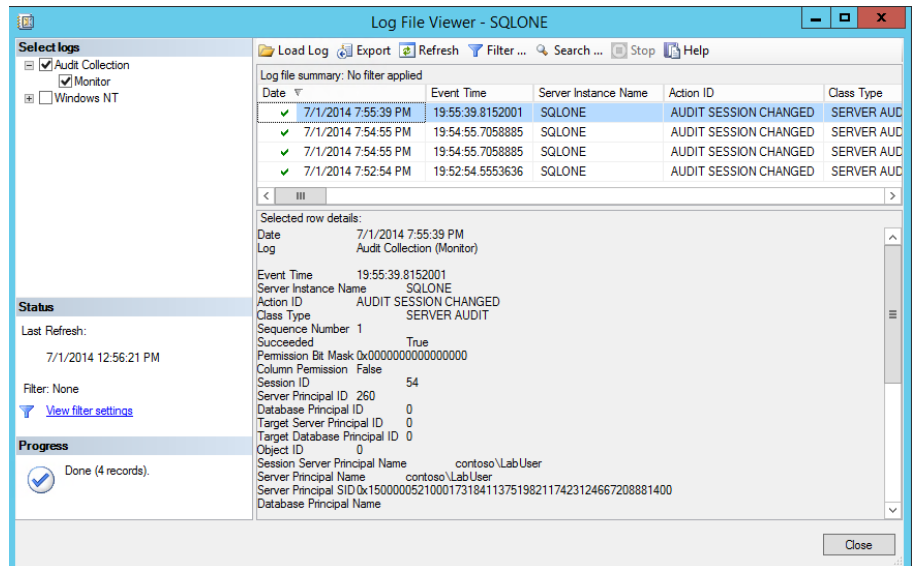 Log File Viewer - SQLONE
Select logs
Audit Collection
Monitor
Windows NT
Status
Last Refresh:
7/1/2014 12:56:21 PM
Filter: None
View filter settings
Progress
Done (4 records).
Load Log Export Refresh Filter ... Search ... Stop Help
Log file summary: No filter applied
Date Event Time Server Instance Name Action ID Class Type
7/1/2014 7:55:39 PM 19:55:39.8152001 SQLONE AUDIT SESSION CHANGED SERVER AUD
7/1/2014 7:54:55 PM 19:54:55.7058885 SQLONE AUDIT SESSION CHANGED SERVER AUD
7/1/2014 7:54:55 PM 19:54:55.7058885 SQLONE AUDIT SESSION CHANGED SERVER AUD
7/1/2014 7:52:54 PM 19:52:54.5553636 SQLONE AUDIT SESSION CHANGED SERVER AUD
Selected row details:
Date 7/1/2014 7:55:39 PM
Log Audit Collection (Monitor)
Event Time 19:55:39.8152001
Server Instance Name SQLONE
Action ID AUDIT SESSION CHANGED
Class Type SERVER AUDIT
Sequence Number 1
Succeeded True
Permission Bit Mask 0x0000000000000000
Column Permission False
Session ID 54
Server Principal ID 260
Database Principal ID 0
Target Server Principal ID 0
Target Database Principal ID 0
Object ID 0
Session Server Principal Name contoso\LabUser
Server Principal Name contoso\LabUser
Server Principal SID 0x15000005210001731841137519821174231246672088814​00
Database Principal Name
Close